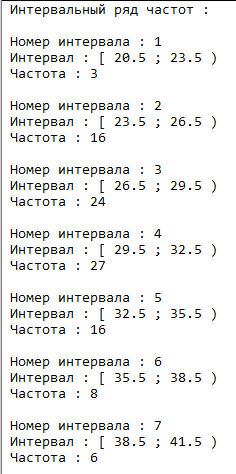 Интервальный ряд частот :
Номер интервала : 1
Интервал : [ 20.5 ; 23.5 )
Частота : 3
Номер интервала : 2
Интервал : [ 23.5 ; 26.5 )
Частота : 16
Номер интервала : 3
Интервал : [ 26.5 ; 29.5 )
Частота : 24
Номер интервала : 4
Интервал : [ 29.5 ; 32.5 )
Частота : 27
Номер интервала : 5
Интервал : [ 32.5 ; 35.5 )
Частота : 16
Номер интервала : 6
Интервал : [ 35.5 ; 38.5 )
Частота : 8
Номер интервала : 7
Интервал : [ 38.5 ; 41.5 )
Частота : 6